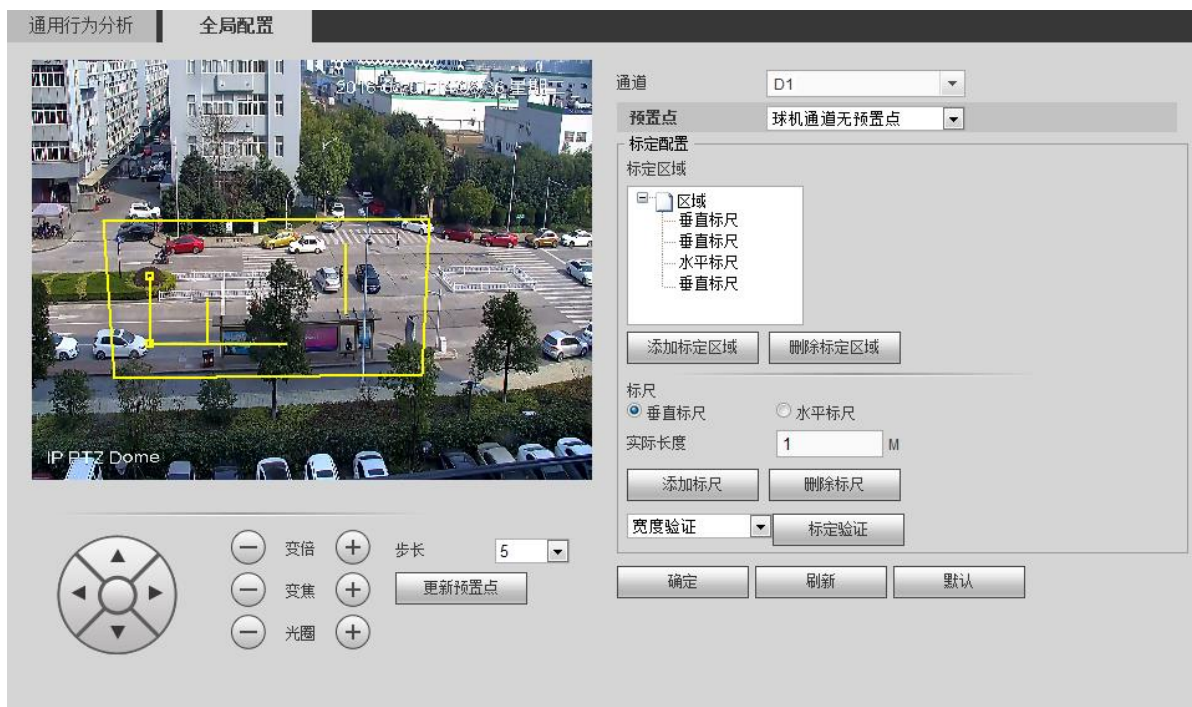 通用行为分析 全局配置
IP PTZ Dome
通道 D1
预置点 球机通道无预置点
标定配置
标定区域
区域
垂直标尺
垂直标尺
水平标尺
垂直标尺
添加标定区域 删除标定区域
标尺
垂直标尺 水平标尺
实际长度 1 M
添加标尺 删除标尺
宽度验证 标定验证
确定 刷新 默认
变倍 步长 5
变焦 更新预置点
光圈